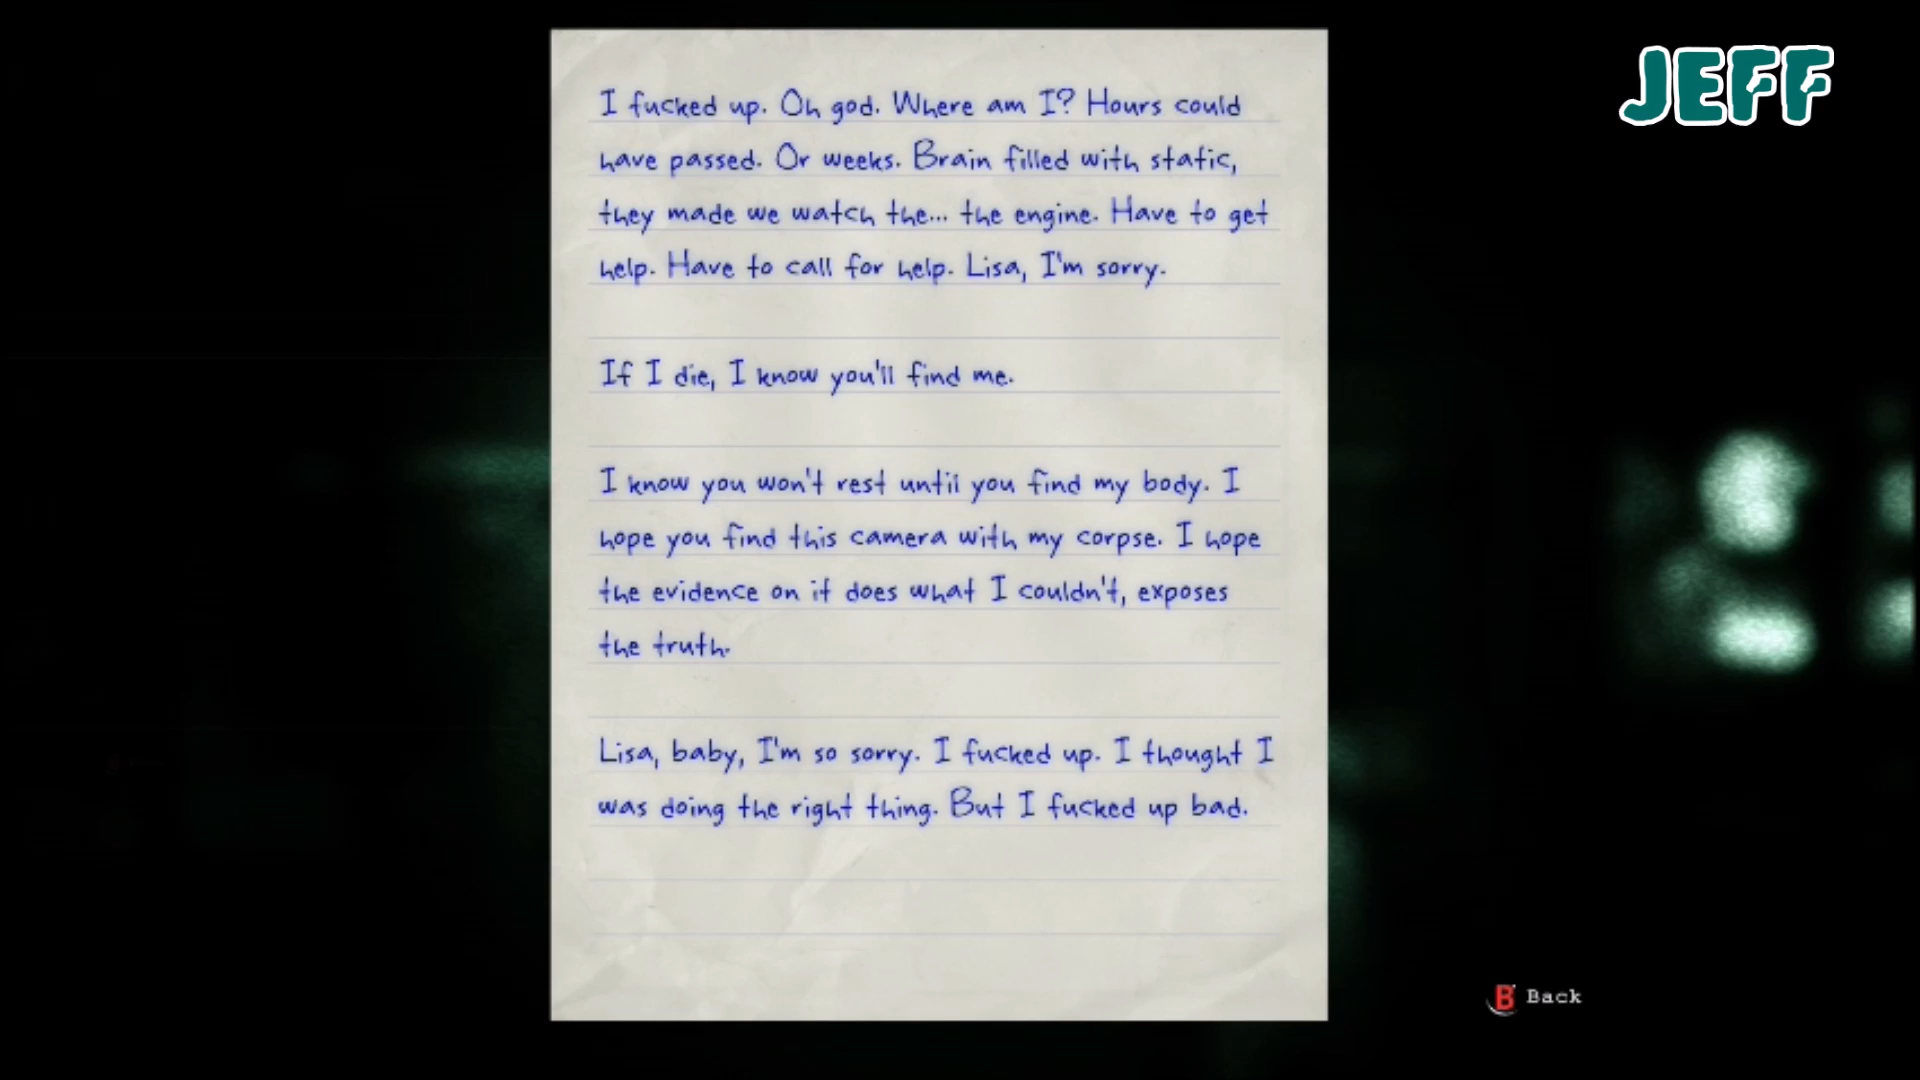 JEFF
I fucked up. Oh god. Where am I? Hours could
have passed. Or weeks. Brain filled with static,
they made we watch the... the engine. Have to get
help. Have to call for help. Lisa, I'm sorry.
If I die, I know you'll find me.
I know you won't rest until you find my body. I
hope you find this camera with my corpse. I hope
the evidence on it does what I couldn't, exposes
the truth.
Lisa, baby, I'm so sorry. I fucked up. I thought I
was doing the right thing. But I fucked up bad.
B Back